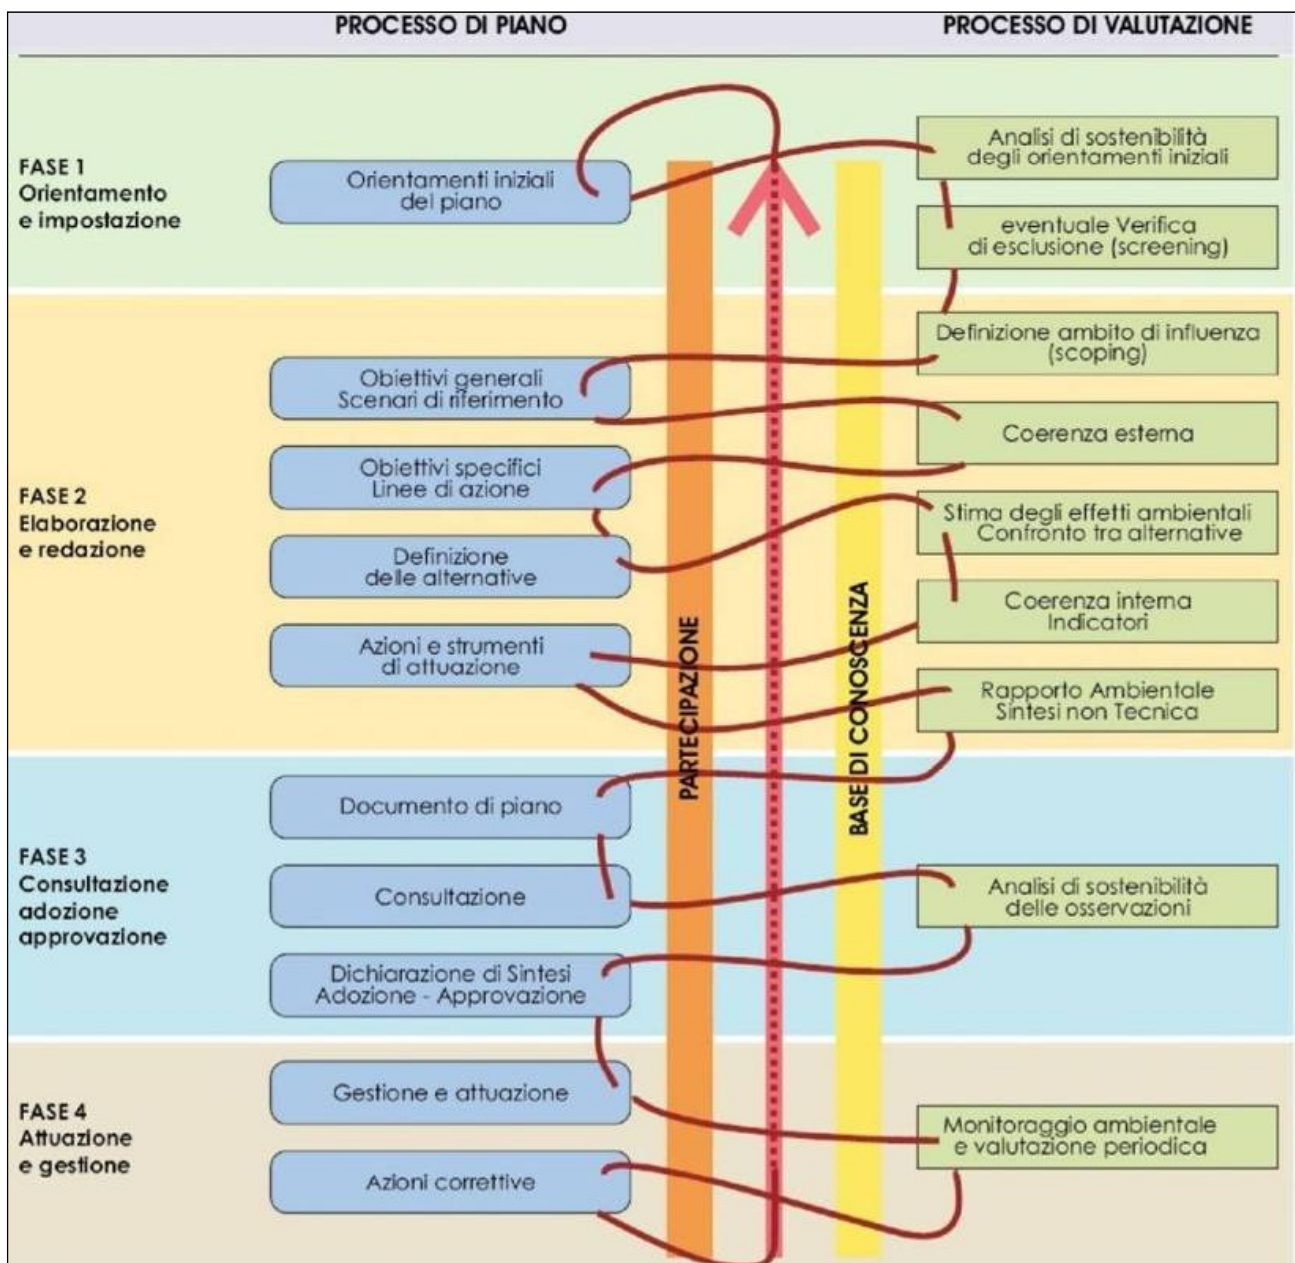 PROCESSO DI PIANO
PROCESSO DI VALUTAZIONE
FASE 1
Orientamento
e impostazione
Orientamenti iniziali
del piano
Analisi di sostenibilità
degli orientamenti iniziali
eventuale Verifica
di esclusione (screening)
FASE 2
Elaborazione
e redazione
Definizione ambito di influenza
(scoping)
Obiettivi generali
Scenari di riferimento
Coerenza esterna
Obiettivi specifici
Linee di azione
Stima degli effetti ambientali
Confronto tra alternative
Definizione
delle alternative
Coerenza interna
Indicatori
Azioni e strumenti
di attuazione
Rapporto Ambientale
Sintesi non Tecnica
PARTECIPAZIONE
BASE DI CONOSCENZA
FASE 3
Consultazione
adozione
approvazione
Documento di piano
Consultazione
Analisi di sostenibilità
delle osservazioni
Dichiarazione di Sintesi
Adozione - Approvazione
FASE 4
Attuazione
e gestione
Gestione e attuazione
Monitoraggio ambientale
e valutazione periodica
Azioni correttive